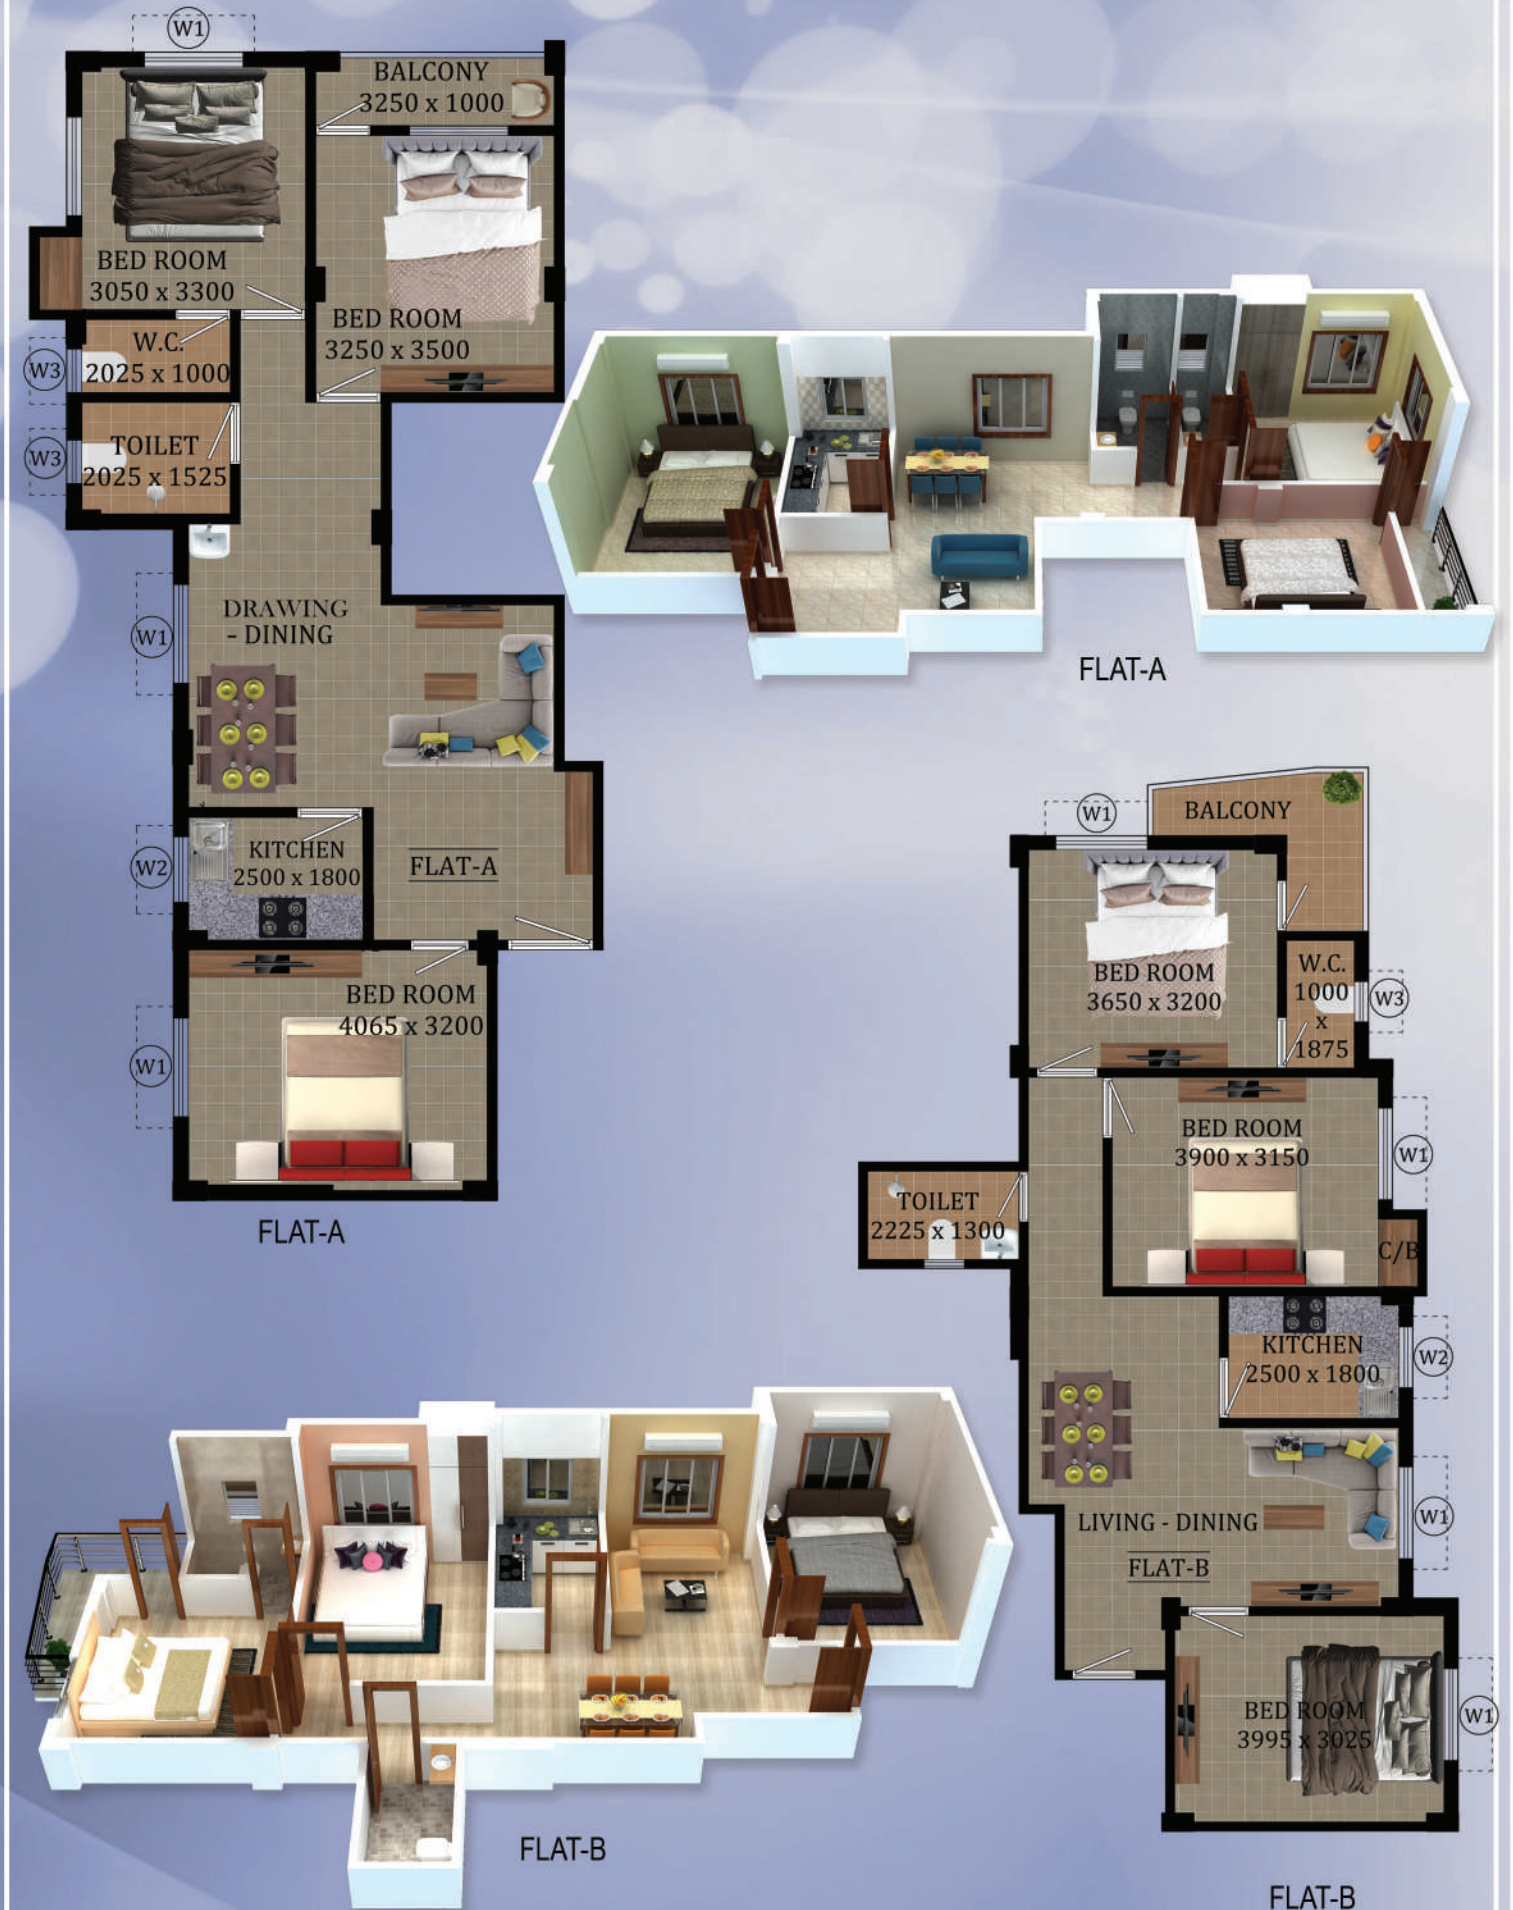 W1
BALCONY
3250 x 1000
BED ROOM
3050 x 3300
BED ROOM
3250 x 3500
W3
W.C.
2025 x 1000
W3
TOILET
2025 x 1525
W1
DRAWING
- DINING
W2
KITCHEN
2500 x 1800
FLAT-A
W1
BED ROOM
4065 x 3200
FLAT-A
FLAT-A
BALCONY
W1
BED ROOM
3650 x 3200
W.C.
1000
x
1875
W3
BED ROOM
3900 x 3150
W1
TOILET
2225 x 1300
C/B
KITCHEN
2500 x 1800
W2
LIVING - DINING
W1
FLAT-B
BED ROOM
3995 x 3025
W1
FLAT-B
FLAT-B